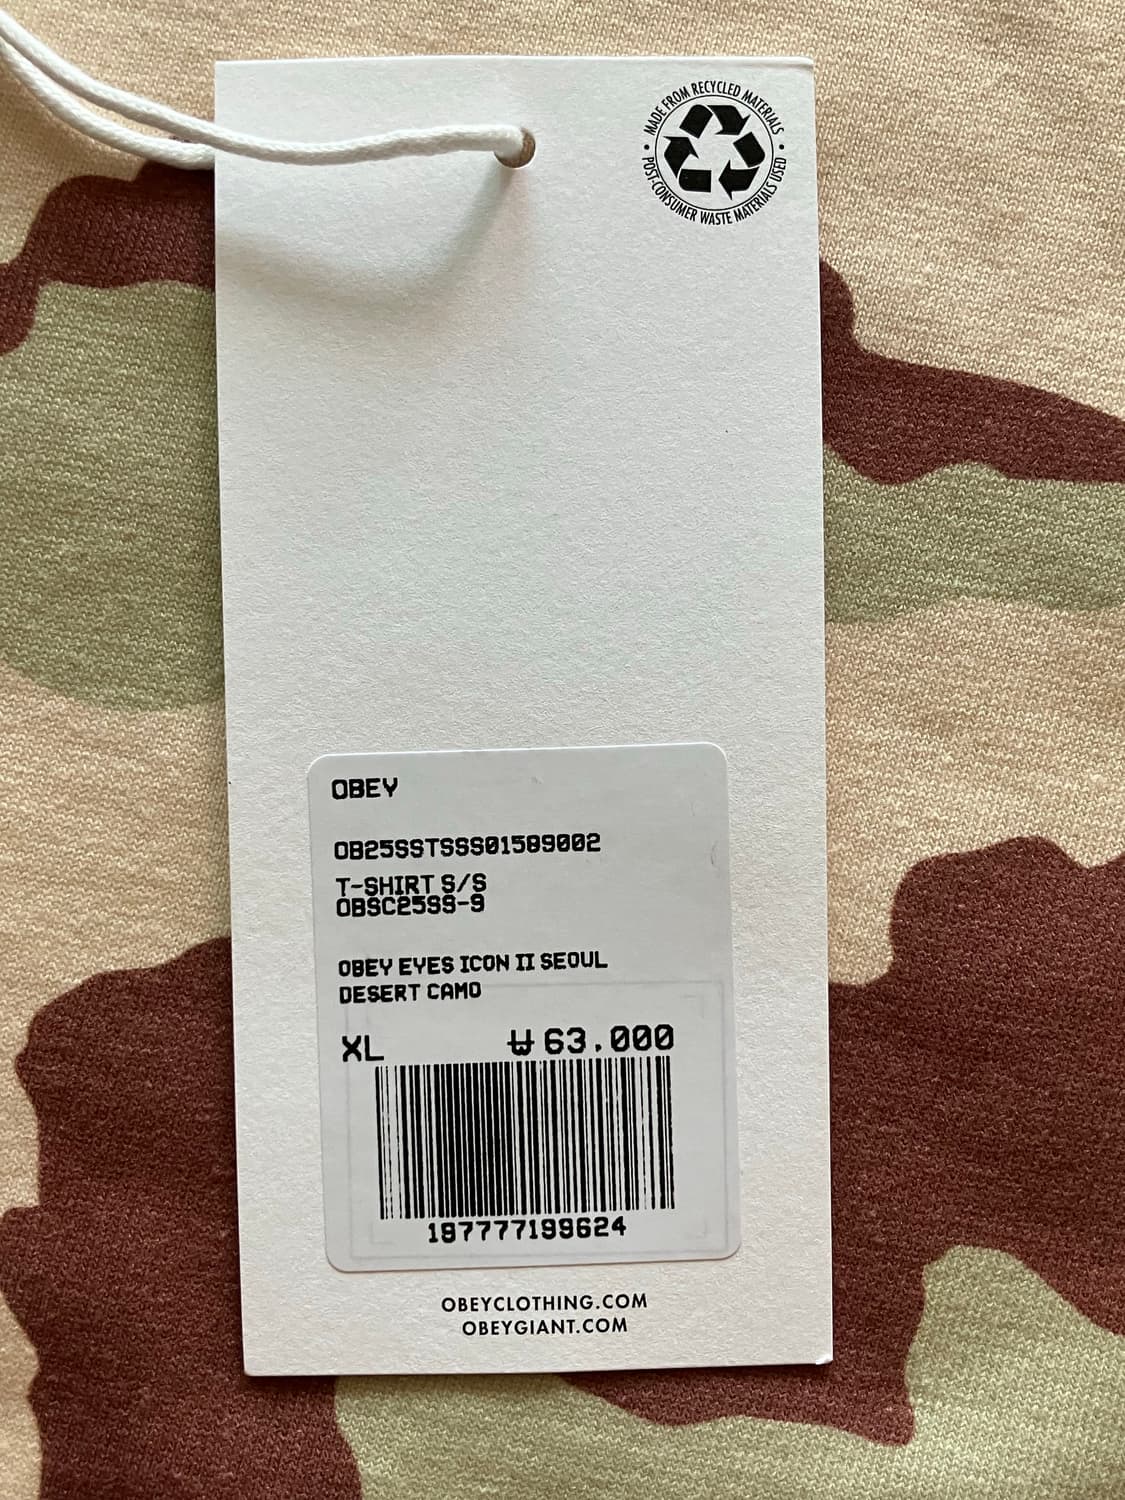 MADE FROM RECYCLED MATERIALS
• POST-CONSUMER WASTE MATERIALS USED •
OBEY
OB25SSTSSS01589002
T-SHIRT S/S
OBSC25SS-9
OBEY EYES ICON II SEOUL
DESERT CAMO
XL ₩ 63.000
197777199624
OBEYCLOTHING.COM
OBEYGIANT.COM